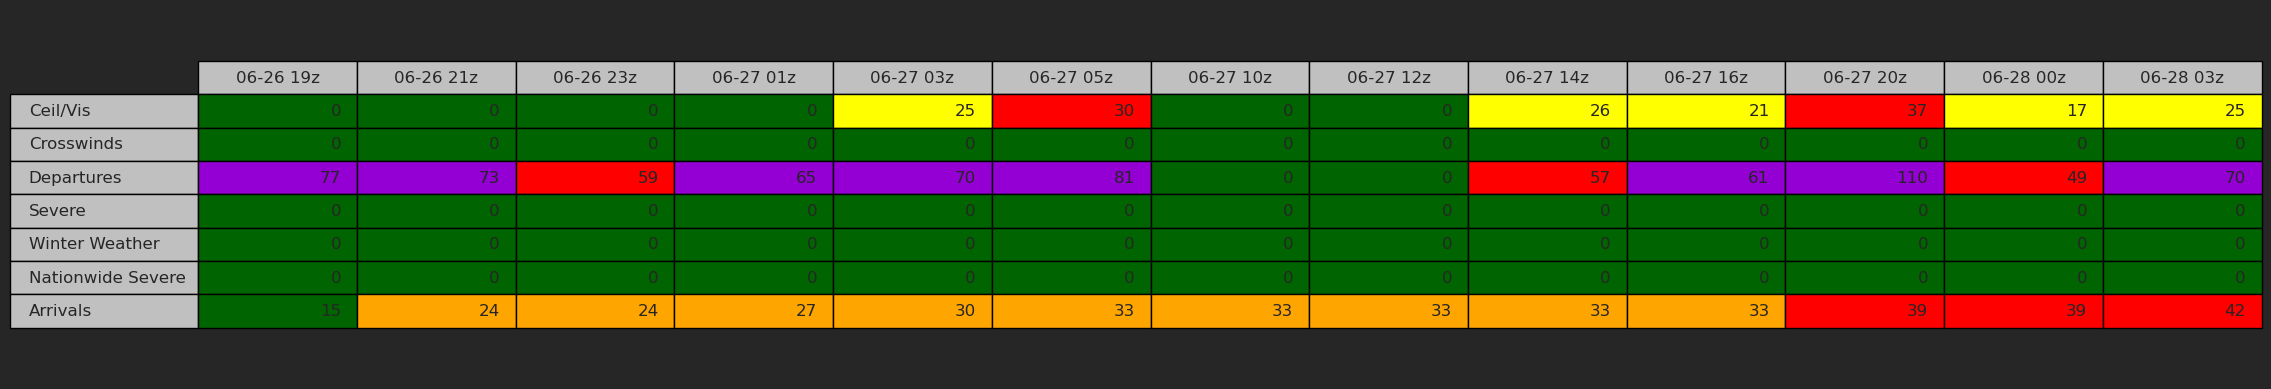 06-26 19z 06-26 21z 06-26 23z 06-27 01z 06-27 03z 06-27 05z 06-27 10z 06-27 12z 06-27 14z 06-27 16z 06-27 20z 06-28 00z 06-28 03z
Ceil/Vis 0 0 0 0 25 30 0 0 26 21 37 17 25
Crosswinds 0 0 0 0 0 0 0 0 0 0 0 0 0
Departures 77 73 59 65 70 81 0 0 57 61 110 49 70
Severe 0 0 0 0 0 0 0 0 0 0 0 0 0
Winter Weather 0 0 0 0 0 0 0 0 0 0 0 0 0
Nationwide Severe 0 0 0 0 0 0 0 0 0 0 0 0 0
Arrivals 15 24 24 27 30 33 33 33 33 33 39 39 42